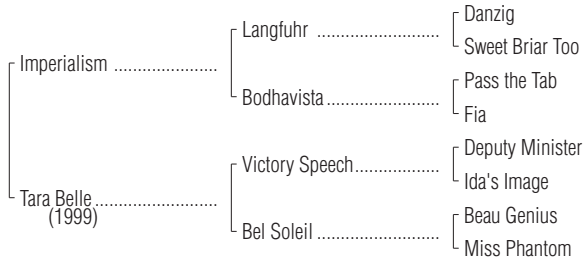 Danzig
Langfuhr ....................
Sweet Briar Too
Imperialism ......................
Pass the Tab
Bodhavista........................
Fia
Deputy Minister
Victory Speech..................
Ida's Image
Tara Belle..........................
(1999)
Beau Genius
Bel Soleil ..........................
Miss Phantom